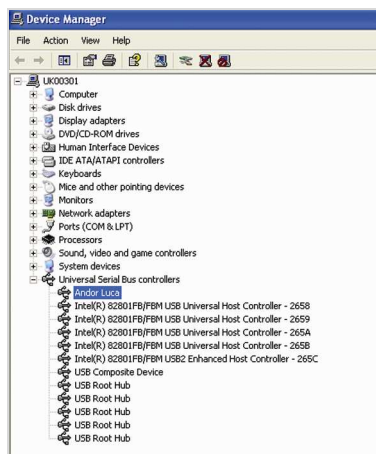 Device Manager
File Action View Help
UK00301
Computer
Disk drives
Display adapters
DVD/CD-ROM drives
Human Interface Devices
IDE ATA/ATAPI controllers
Keyboards
Mice and other pointing devices
Monitors
Network adapters
Ports (COM & LPT)
Processors
Sound, video and game controllers
System devices
Universal Serial Bus controllers
Andor Luca
Intel(R) 82801FB/FBM USB Universal Host Controller - 2658
Intel(R) 82801FB/FBM USB Universal Host Controller - 2659
Intel(R) 82801FB/FBM USB Universal Host Controller - 265A
Intel(R) 82801FB/FBM USB Universal Host Controller - 265B
Intel(R) 82801FB/FBM USB2 Enhanced Host Controller - 265C
USB Composite Device
USB Root Hub
USB Root Hub
USB Root Hub
USB Root Hub
USB Root Hub